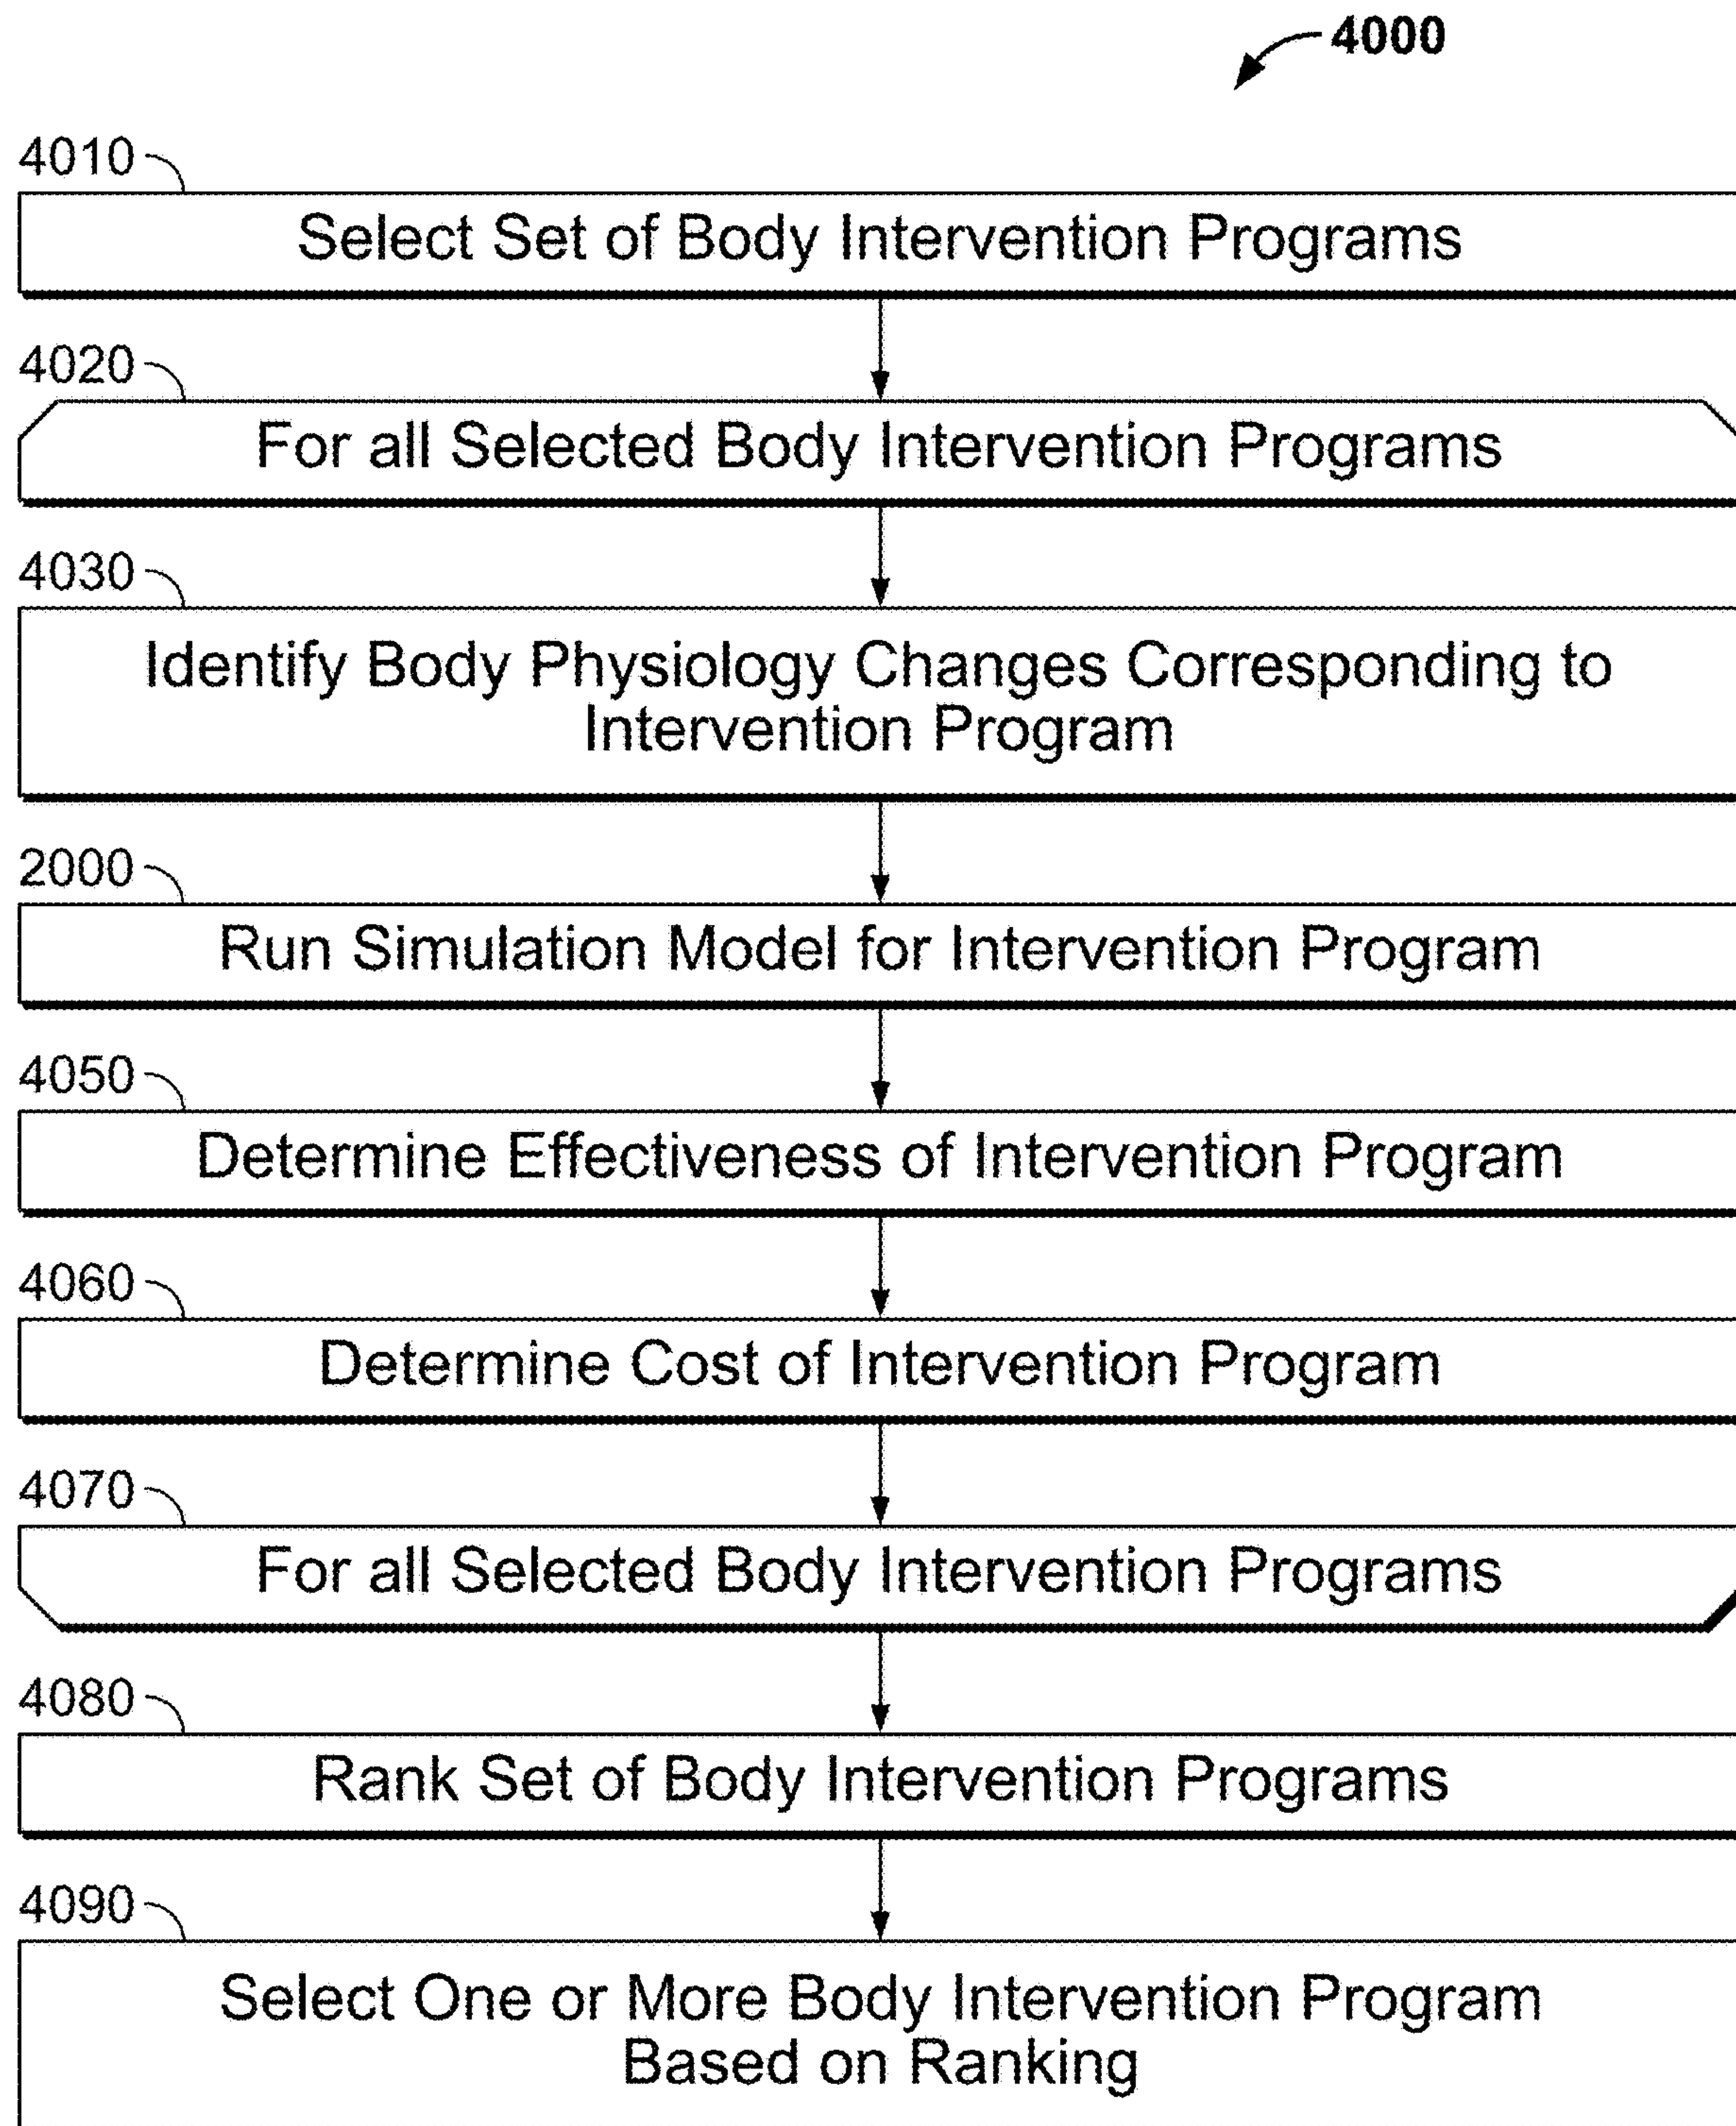 4000
4010
Select Set of Body Intervention Programs
4020
For all Selected Body Intervention Programs
4030
Identify Body Physiology Changes Corresponding to
Intervention Program
2000
Run Simulation Model for Intervention Program
4050
Determine Effectiveness of Intervention Program
4060
Determine Cost of Intervention Program
4070
For all Selected Body Intervention Programs
4080
Rank Set of Body Intervention Programs
4090
Select One or More Body Intervention Program
Based on Ranking